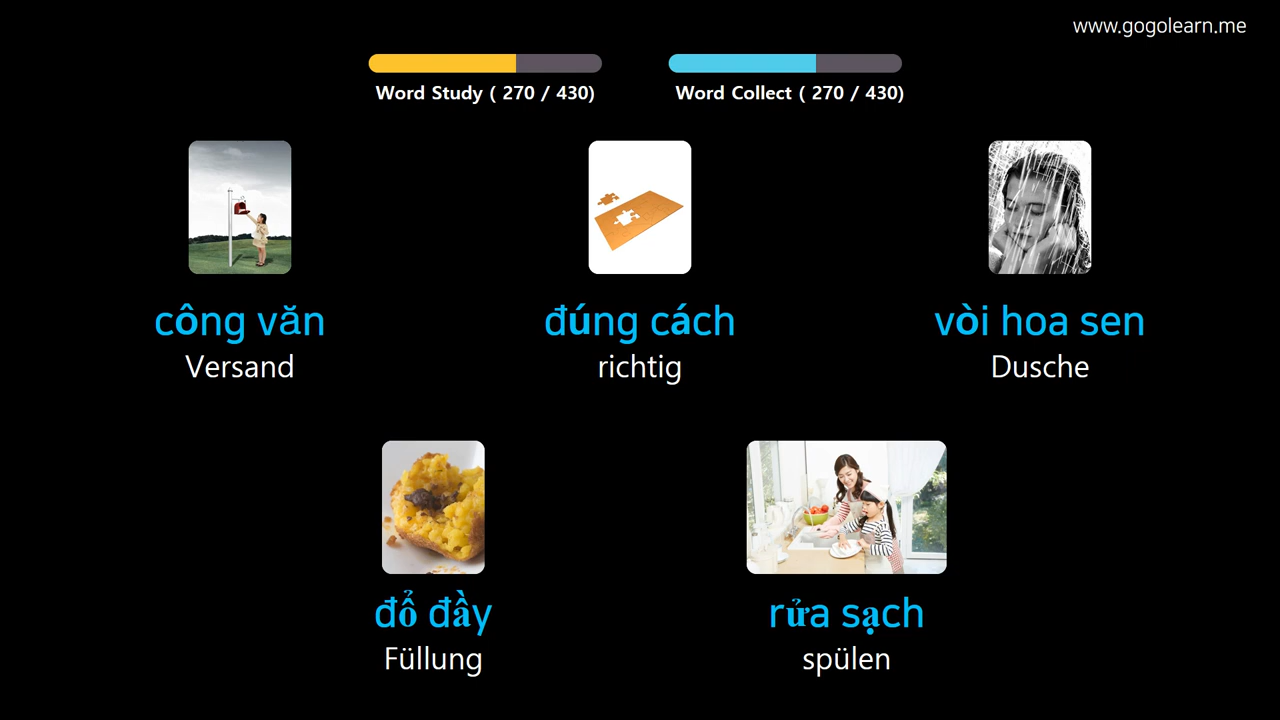 www.gogolearn.me
Word Study ( 270 / 430)
Word Collect ( 270 / 430)
công văn
Versand
đúng cách
richtig
vòi hoa sen
Dusche
đổ đầy
Füllung
rửa sạch
spülen